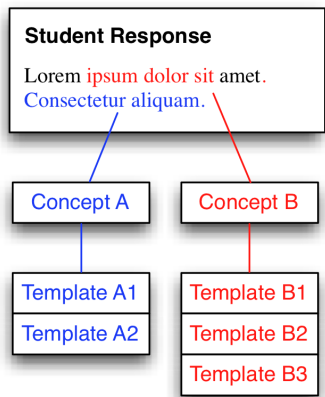 Student Response
Lorem ipsum dolor sit amet.
Consectetur aliquam.
Concept A
Concept B
Template A1
Template A2
Template B1
Template B2
Template B3